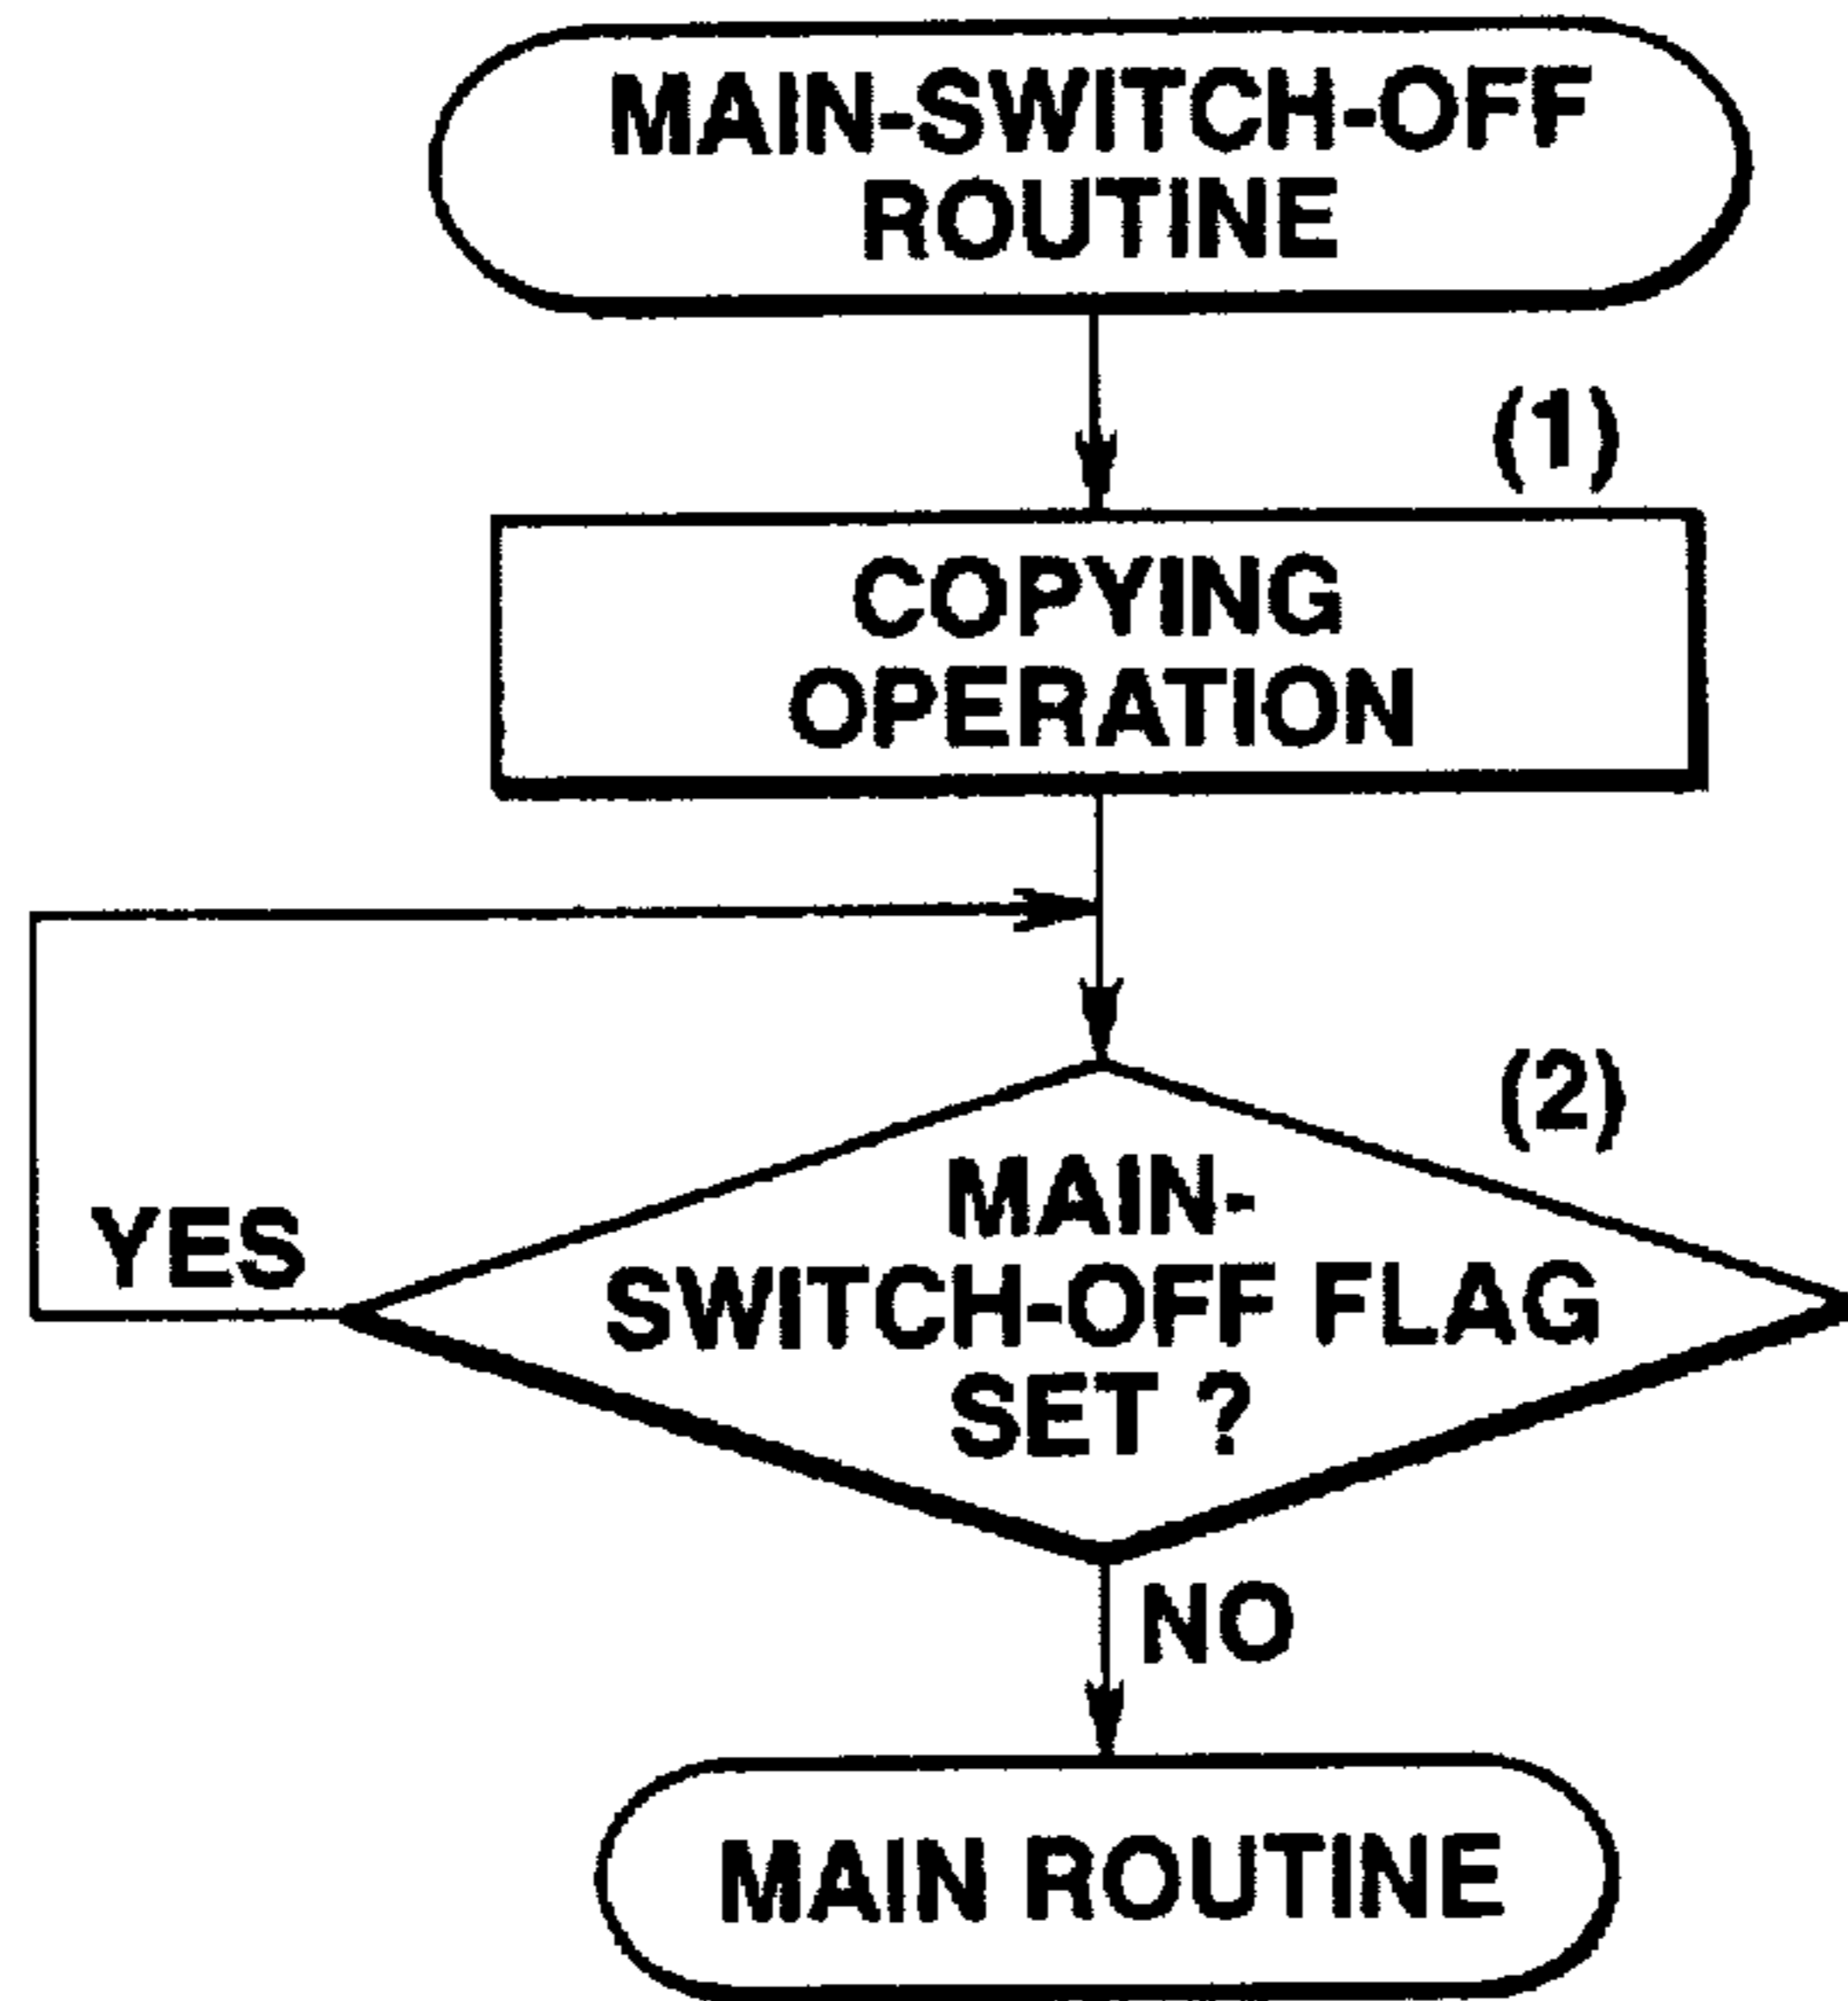 MAIN-SWITCH-OFF
ROUTINE
(1)
COPYING
OPERATION
(2)
MAIN-
SWITCH-OFF FLAG
SET ?
YES
NO
MAIN ROUTINE